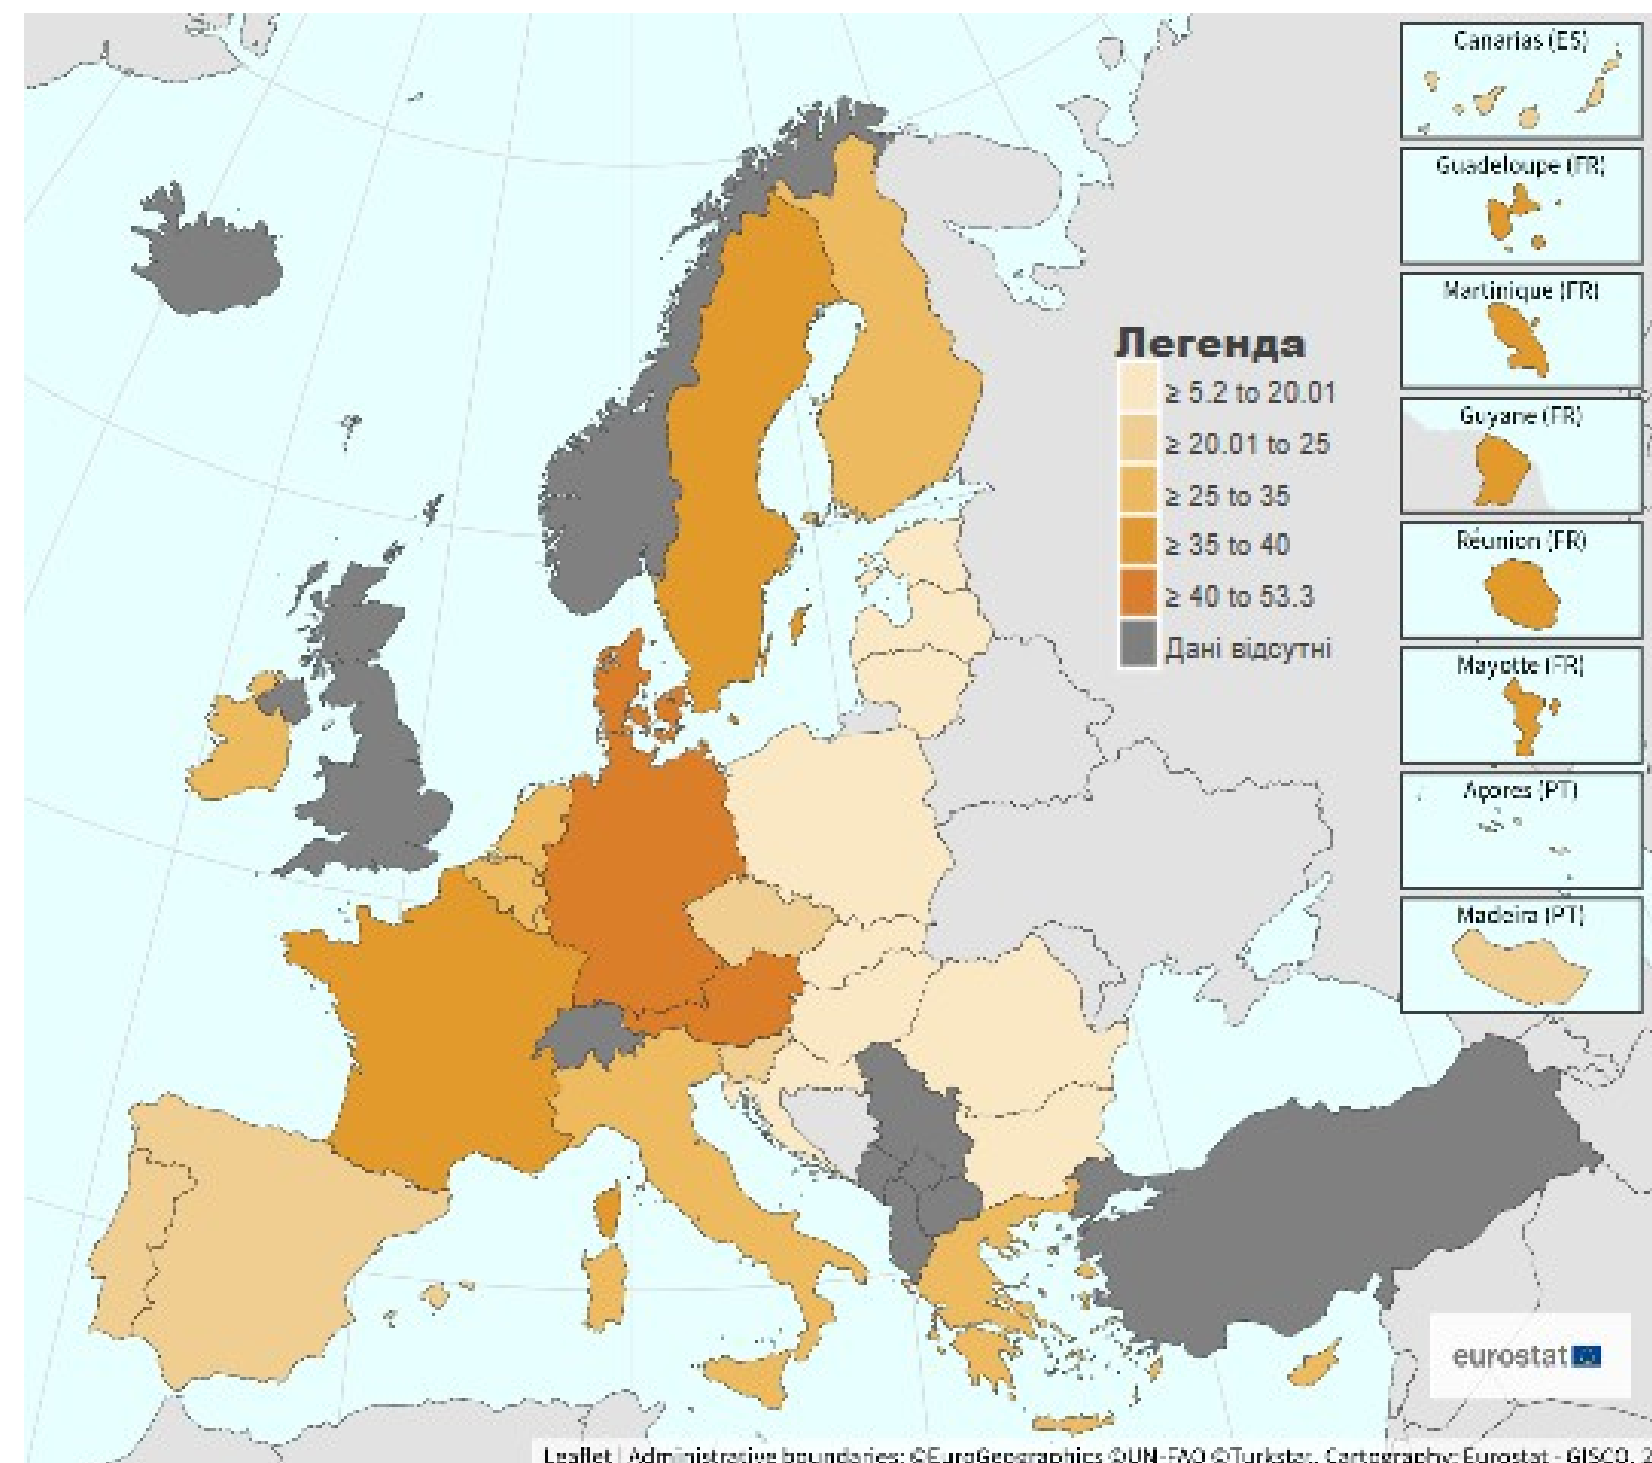 Canarias (ES)
Guadeloupe (FR)
Martinique (FR)
Guyane (FR)
Réunion (FR)
Mayotte (FR)
Açores (PT)
Madeira (PT)
Легенда
≥ 5.2 to 20.01
≥ 20.01 to 25
≥ 25 to 35
≥ 35 to 40
≥ 40 to 53.3
Дані відсутні
eurostat
Leaflet | Administrative boundaries: ©EuroGeographics ©UN-FAO ©Turkstat, Cartography: Eurostat - GISCO,